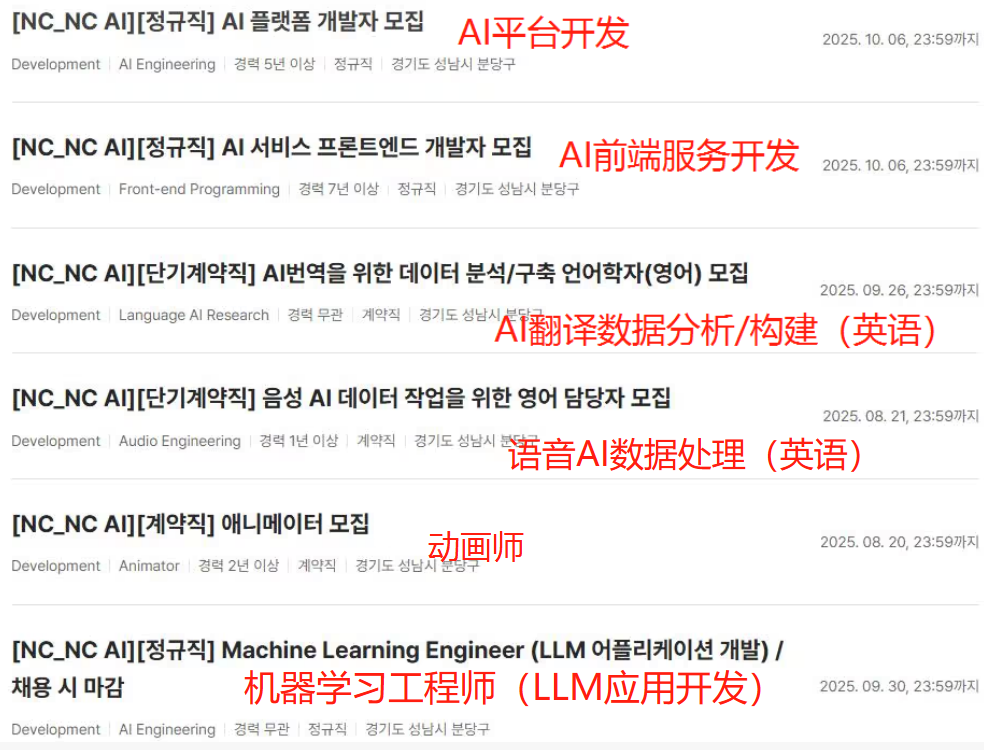 [NC_NC AI][정규직] AI 플랫폼 개발자 모집
AI平台开发
2025. 10. 06, 23:59까지
Development AI Engineering 경력 5년 이상 정규직 경기도 성남시 분당구
[NC_NC AI][정규직] AI 서비스 프론트엔드 개발자 모집
AI前端服务开发
2025. 10. 06, 23:59까지
Development Front-end Programming 경력 7년 이상 정규직 경기도 성남시 분당구
[NC_NC AI][단기계약직] AI번역을 위한 데이터 분석/구축 언어학자(영어) 모집
2025. 09. 26, 23:59까지
Development Language AI Research 경력 무관 계약직 경기도 성남시 분당구
AI翻译数据分析/构建（英语）
[NC_NC AI][단기계약직] 음성 AI 데이터 작업을 위한 영어 담당자 모집
2025. 08. 21, 23:59까지
Development Audio Engineering 경력 1년 이상 계약직 경기도 성남시 분당구
语音AI数据处理（英语）
[NC_NC AI][계약직] 애니메이터 모집
动画师
2025. 08. 20, 23:59까지
Development Animator 경력 2년 이상 계약직 경기도 성남시 분당구
[NC_NC AI][정규직] Machine Learning Engineer (LLM 어플리케이션 개발) /
채용 시 마감
机器学习工程师（LLM应用开发）
2025. 09. 30, 23:59까지
Development AI Engineering 경력 무관 정규직 경기도 성남시 분당구